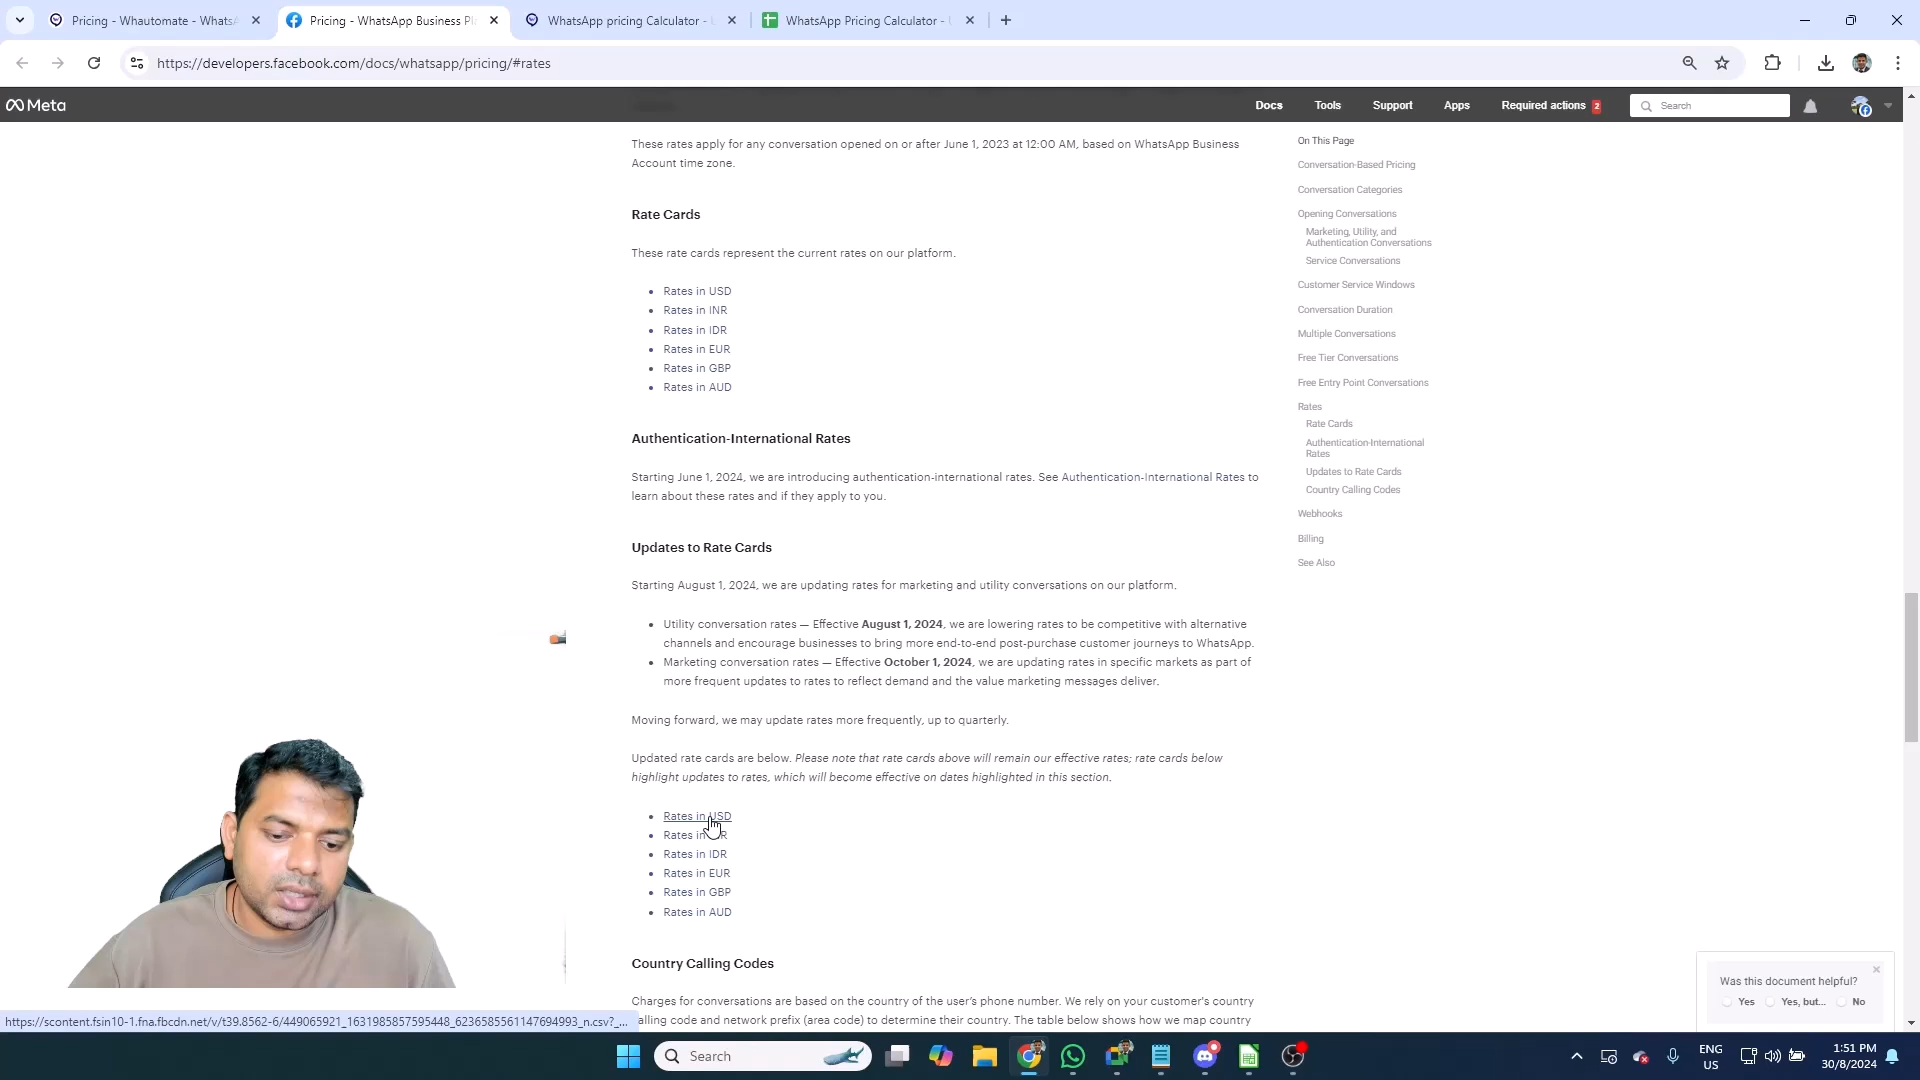 Pricing - Whautomate - WhatsA
Pricing - WhatsApp Business Pl
WhatsApp pricing Calculator -
WhatsApp Pricing Calculator -
https://developers.facebook.com/docs/whatsapp/pricing/#rates
Meta
Docs
Tools
Support
Apps
Required actions 2
Search
These rates apply for any conversation opened on or after June 1, 2023 at 12:00 AM, based on WhatsApp Business
Account time zone.
Rate Cards
These rate cards represent the current rates on our platform.
Rates in USD
Rates in INR
Rates in IDR
Rates in EUR
Rates in GBP
Rates in AUD
Authentication-International Rates
Starting June 1, 2024, we are introducing authentication-international rates. See Authentication-International Rates to
learn about these rates and if they apply to you.
Updates to Rate Cards
Starting August 1, 2024, we are updating rates for marketing and utility conversations on our platform.
Utility conversation rates — Effective August 1, 2024, we are lowering rates to be competitive with alternative
channels and encourage businesses to bring more end-to-end post-purchase customer journeys to WhatsApp.
Marketing conversation rates — Effective October 1, 2024, we are updating rates in specific markets as part of
more frequent updates to rates to reflect demand and the value marketing messages deliver.
Moving forward, we may update rates more frequently, up to quarterly.
Updated rate cards are below. Please note that rate cards above will remain our effective rates; rate cards below
highlight updates to rates, which will become effective on dates highlighted in this section.
Rates in USD
Rates in
Rates in IDR
Rates in EUR
Rates in GBP
Rates in AUD
Country Calling Codes
Charges for conversations are based on the country of the user's phone number. We rely on your customer's country
calling code and network prefix (area code) to determine their country. The table below shows how we map country
On This Page
Conversation-Based Pricing
Conversation Categories
Opening Conversations
Marketing, Utility, and
Authentication Conversations
Service Conversations
Customer Service Windows
Conversation Duration
Multiple Conversations
Free Tier Conversations
Free Entry Point Conversations
Rates
Rate Cards
Authentication-International
Rates
Updates to Rate Cards
Country Calling Codes
Webhooks
Billing
See Also
Was this document helpful?
Yes
Yes, but...
No
https://scontent.fsin10-1.fna.fbcdn.net/v/t39.8562-6/449065921_1631985857595448_6236585561147694993_n.csv?_...
Search
ENG
US
1:51 PM
30/8/2024